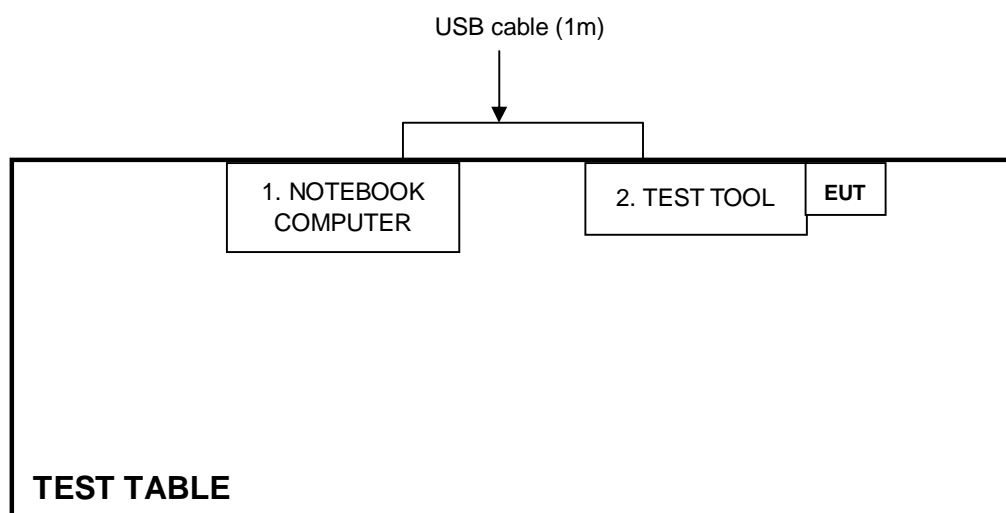 USB cable (1m)
1. NOTEBOOK
COMPUTER
2. TEST TOOL
EUT
TEST TABLE